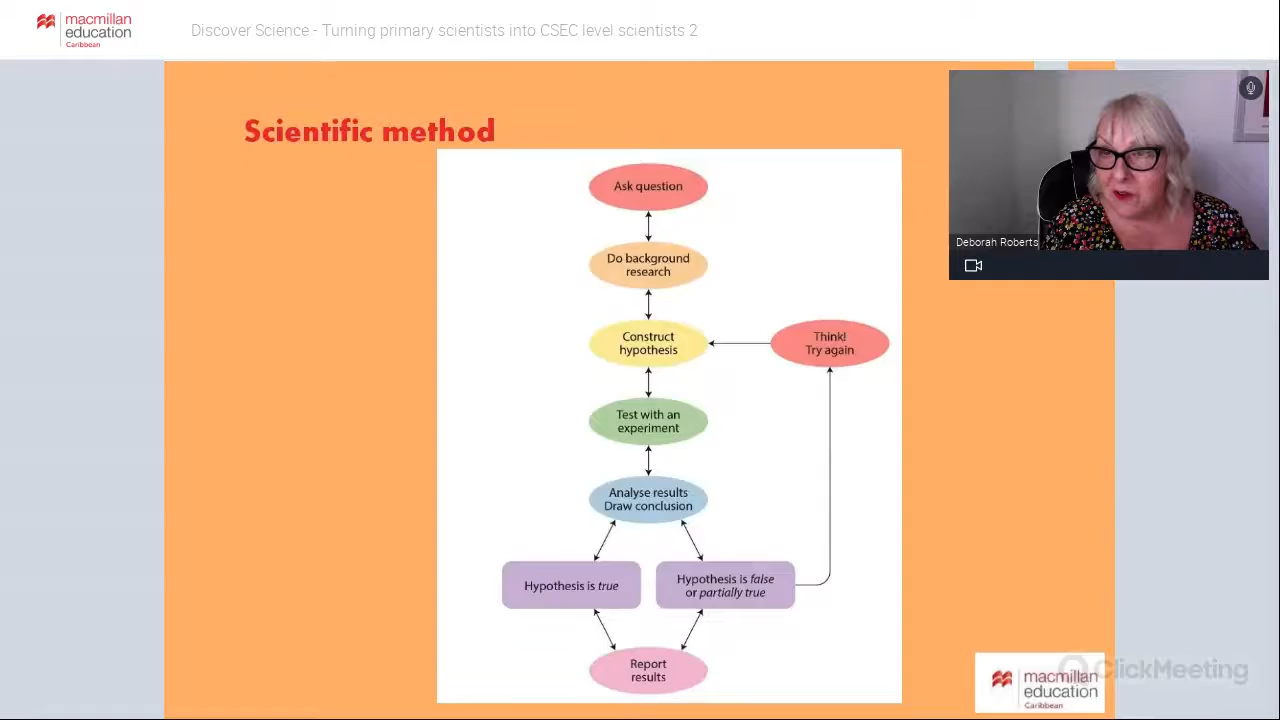 macmillan
education
Caribbean
Discover Science - Turning primary scientists into CSEC level scientists 2
Scientific method
Ask question
Do background
research
Construct
hypothesis
Think!
Try again
Test with an
experiment
Analyse results
Draw conclusion
Hypothesis is true
Hypothesis is false
or partially true
Report
results
Deborah Roberts
macmillan
education
Caribbean
ClickMeeting